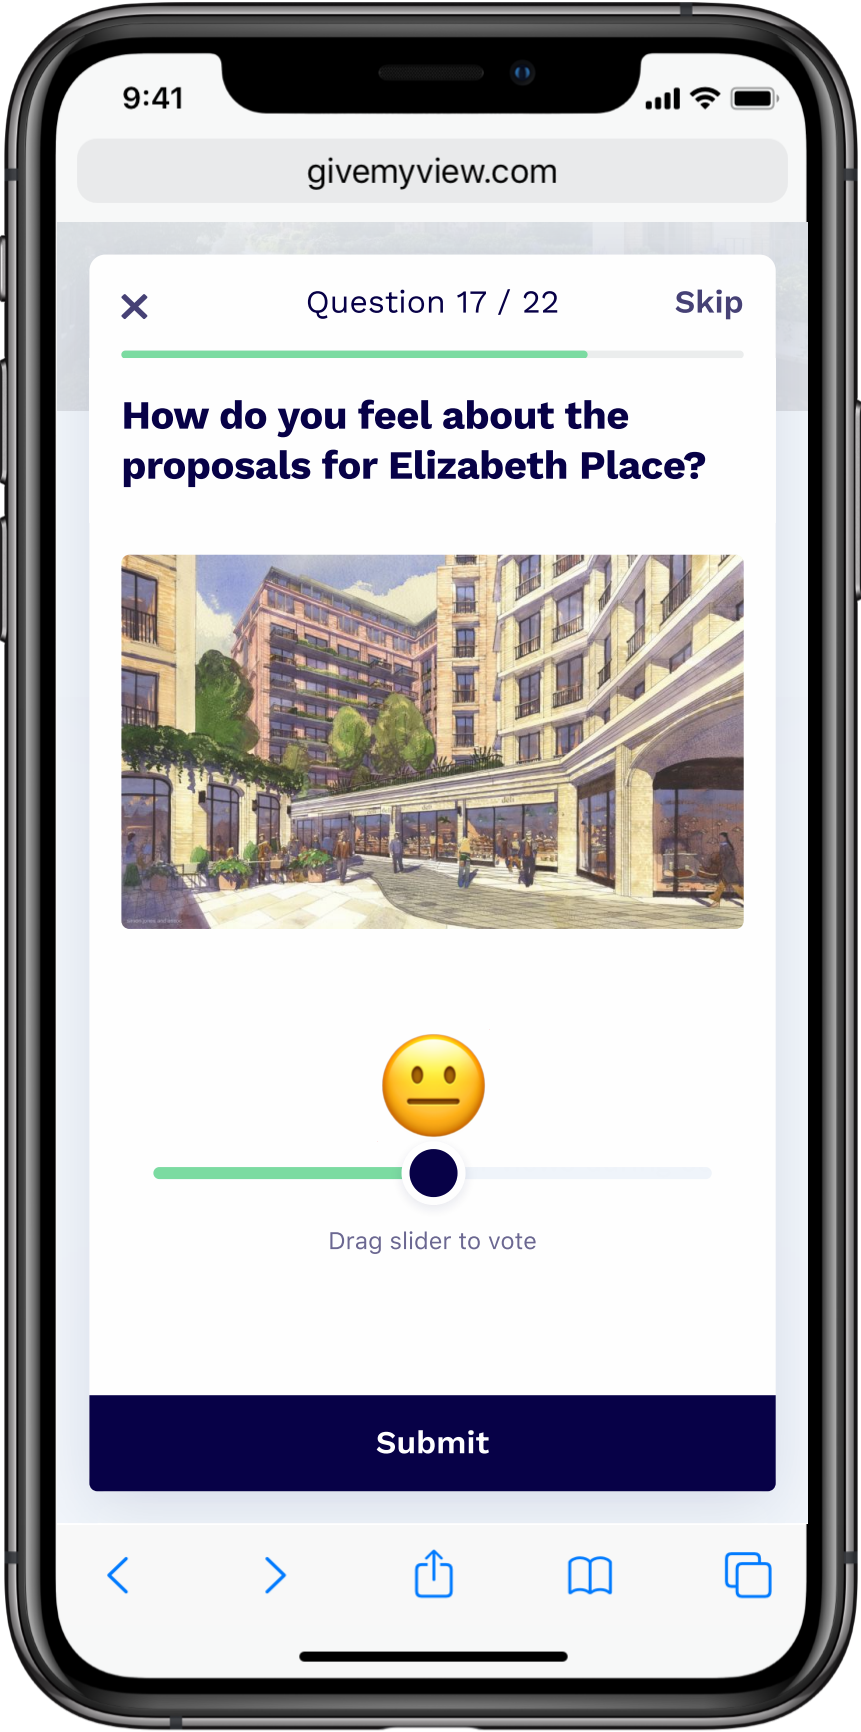 9:41
givemyview.com
Question 17 / 22
Skip
How do you feel about the
proposals for Elizabeth Place?
deli
Drag slider to vote
Submit